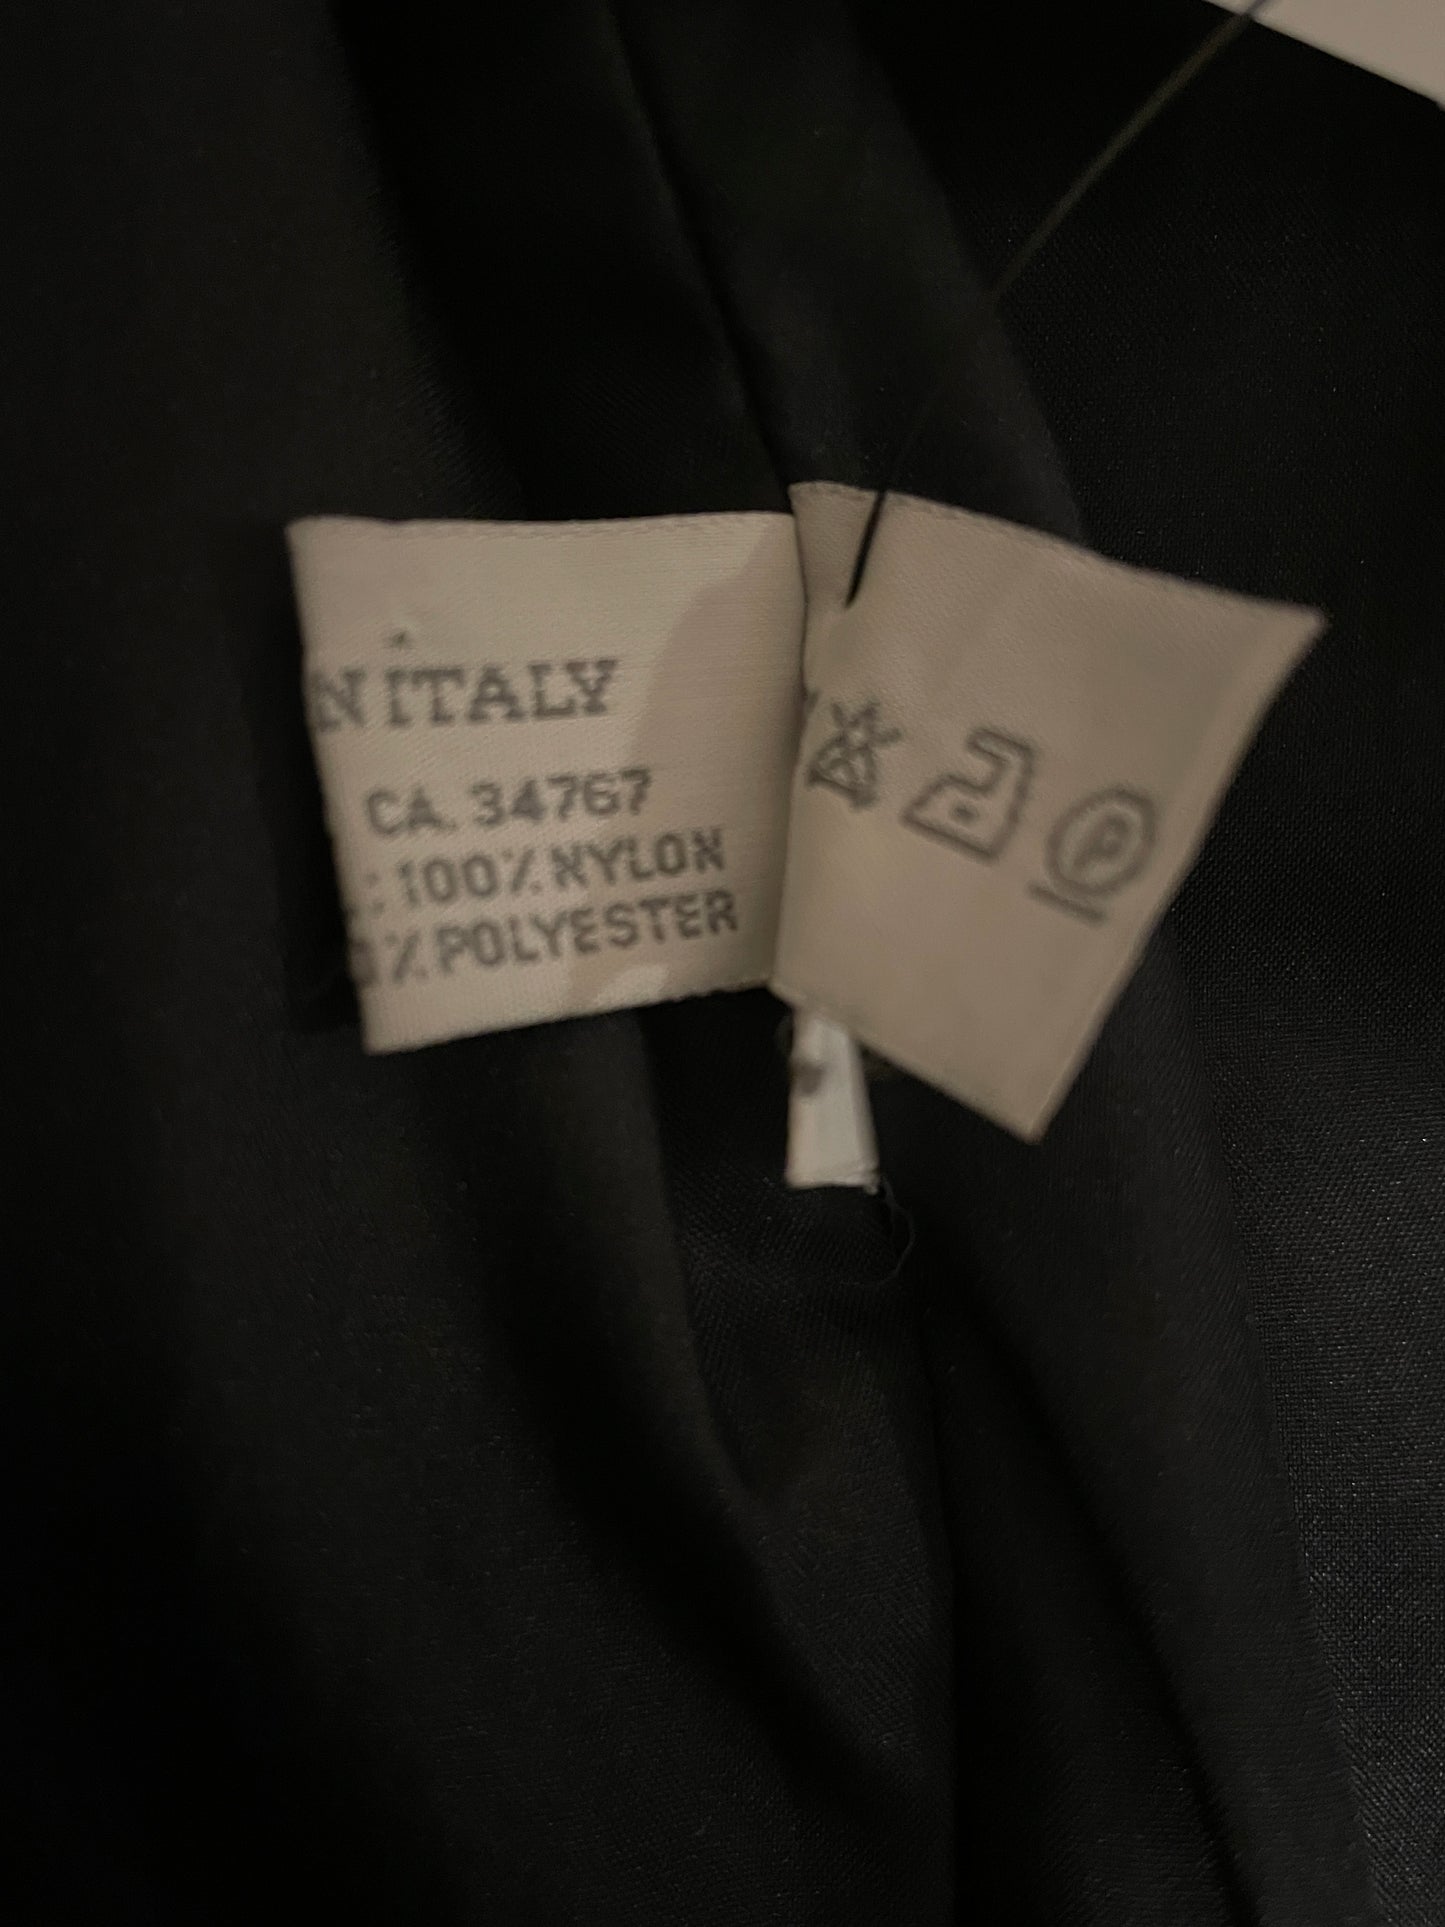 N ITALY
CA. 34767
: 100% NYLON
% POLYESTER
P